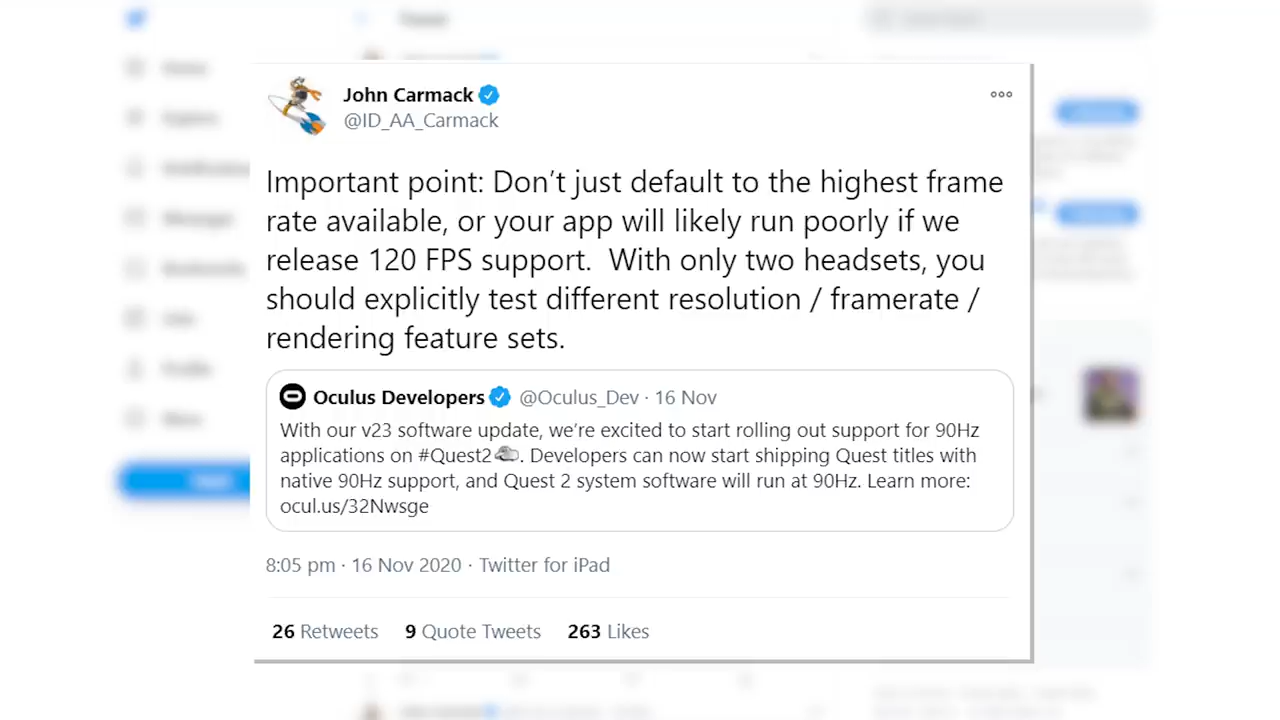 John Carmack
@ID_AA_Carmack
Important point: Don’t just default to the highest frame
rate available, or your app will likely run poorly if we
release 120 FPS support.  With only two headsets, you
should explicitly test different resolution / framerate /
rendering feature sets.
Oculus Developers @Oculus_Dev · 16 Nov
With our v23 software update, we’re excited to start rolling out support for 90Hz
applications on #Quest2. Developers can now start shipping Quest titles with
native 90Hz support, and Quest 2 system software will run at 90Hz. Learn more:
ocul.us/32Nwsge
8:05 pm · 16 Nov 2020 · Twitter for iPad
26 Retweets 9 Quote Tweets 263 Likes